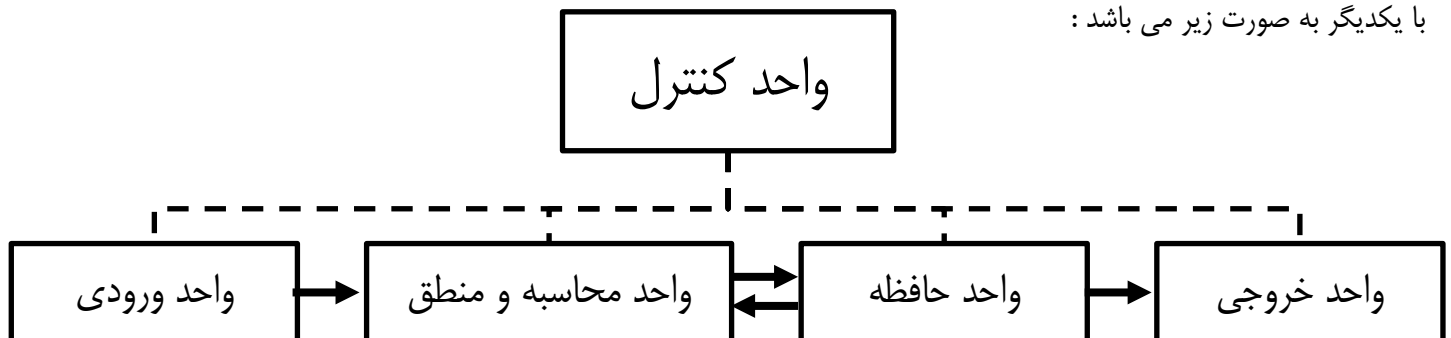 با یکدیگر به صورت زیر می باشد :
واحد کنترل
واحد ورودی
واحد محاسبه و منطق
واحد حافظه
واحد خروجی